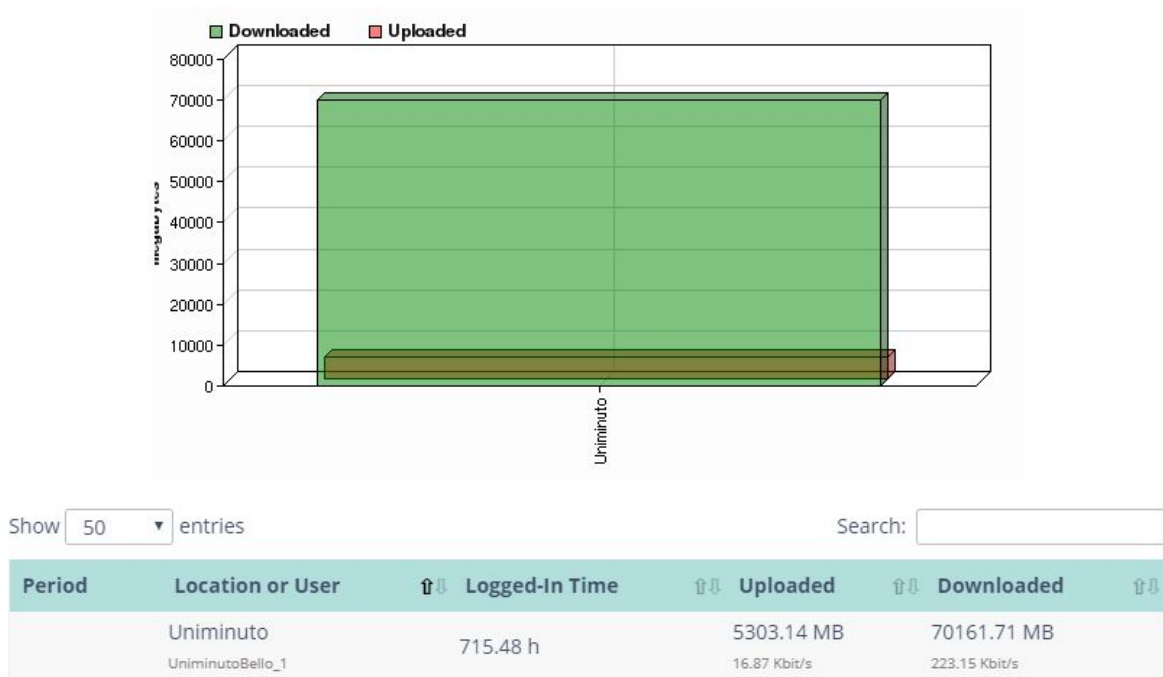 Downloaded Uploaded
80000
70000
60000
50000
40000
30000
20000
10000
0
Uniminuto
Show 50 entries Search:
Period Location or User Logged-In Time Uploaded Downloaded
Uniminuto 715.48 h 5303.14 MB 70161.71 MB
UniminutoBello_1 16.87 Kbit/s 223.15 Kbit/s